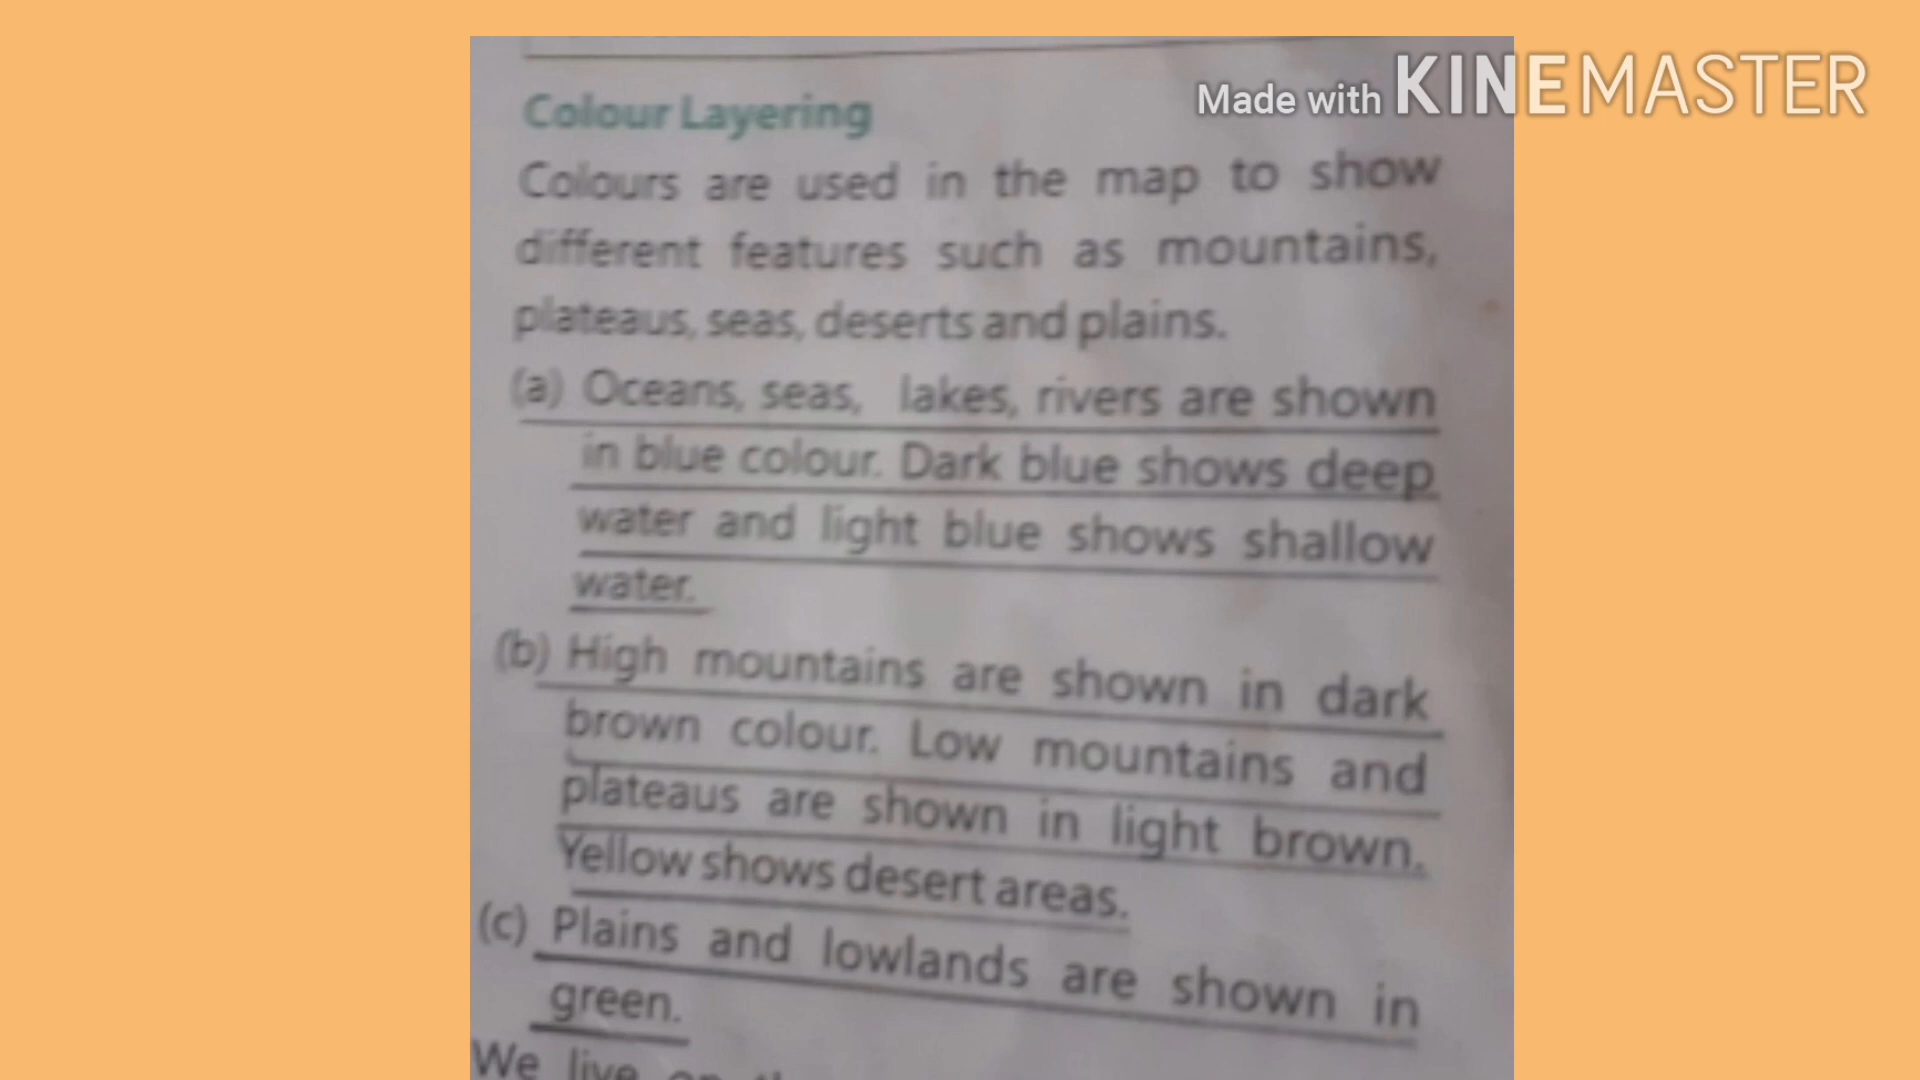 Made with KINEMASTER
Colour Layering
Colours are used in the map to show
different features such as mountains,
plateaus, seas, deserts and plains.
(a) Oceans, seas, lakes, rivers are shown
in blue colour. Dark blue shows deep
water and light blue shows shallow
water.
(b) High mountains are shown in dark
brown colour. Low mountains and
plateaus are shown in light brown.
Yellow shows desert areas.
(c) Plains and lowlands are shown in
green.
We live on